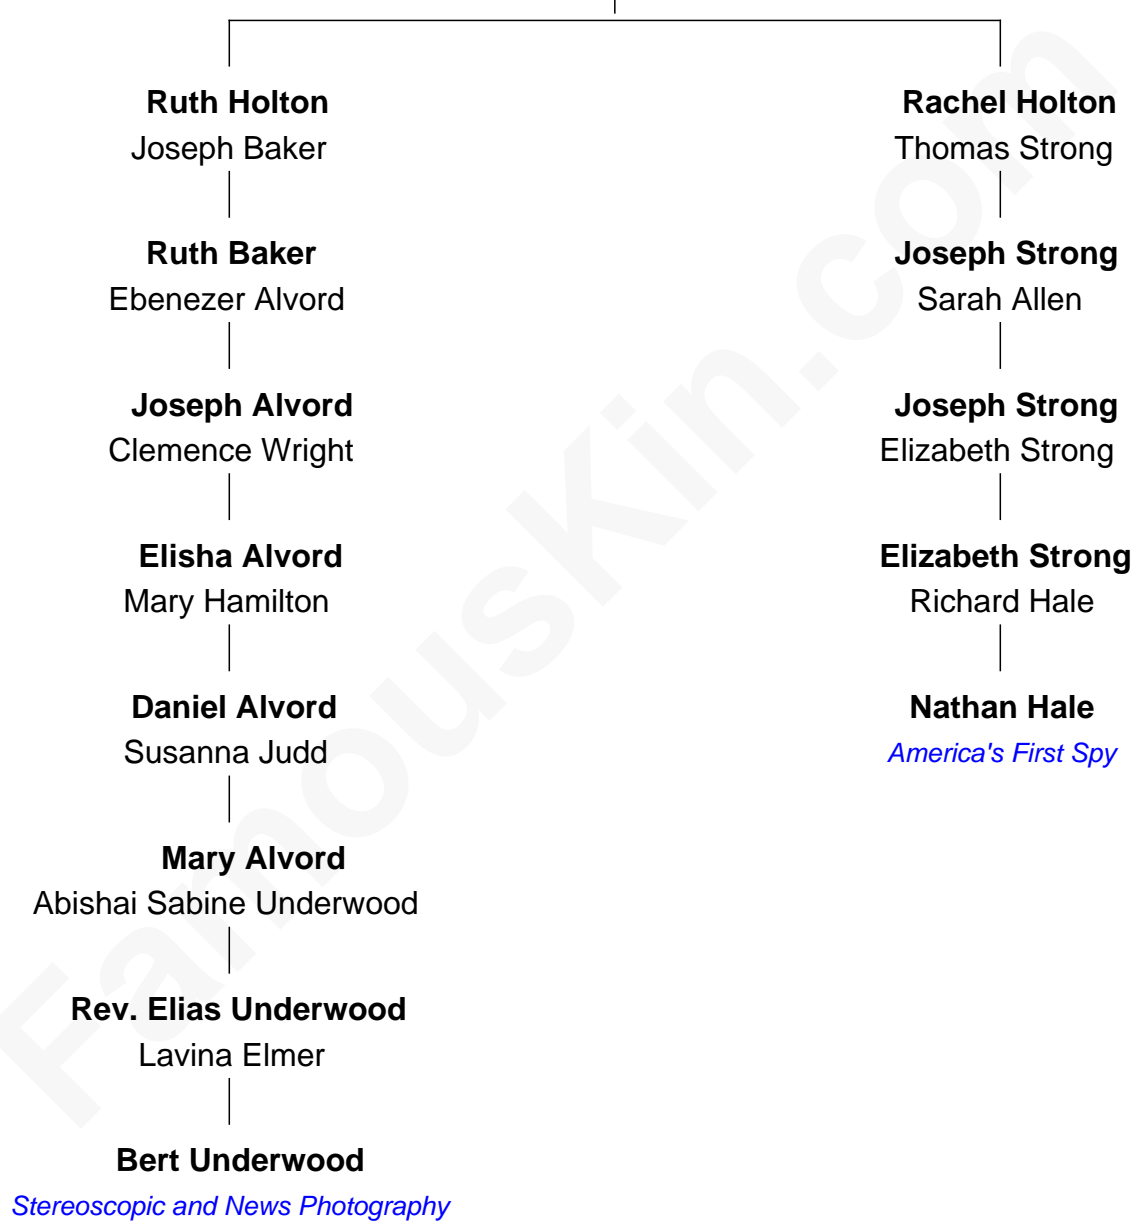 Ruth Holton
Joseph Baker
Ruth Baker
Ebenezer Alvord
Joseph Alvord
Clemence Wright
Elisha Alvord
Mary Hamilton
Daniel Alvord
Susanna Judd
Mary Alvord
Abishai Sabine Underwood
Rev. Elias Underwood
Lavina Elmer
Bert Underwood
Stereoscopic and News Photography
Rachel Holton
Thomas Strong
Joseph Strong
Sarah Allen
Joseph Strong
Elizabeth Strong
Elizabeth Strong
Richard Hale
Nathan Hale
America's First Spy
FamousKin.com